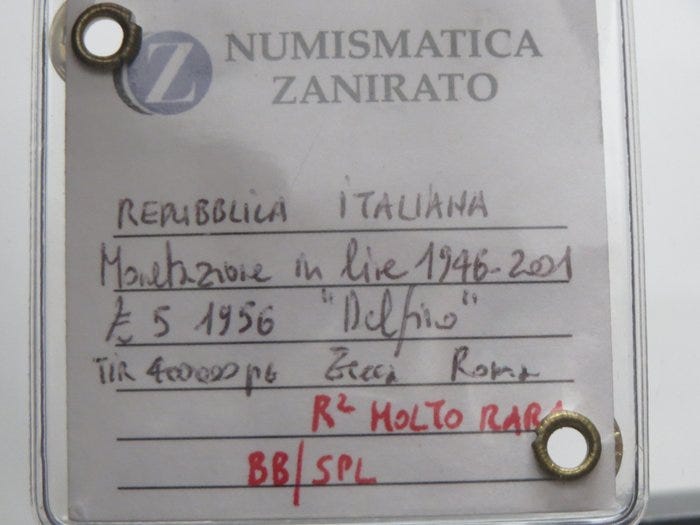 Z NUMISMATICA
ZANIRATO
REPUBBLICA ITALIANA
Monetazione in lire 1946-2001
£ 5 1956 "Delfino"
TIR 400000 pz Zecca Roma
R² MOLTO RARA
BB/SPL